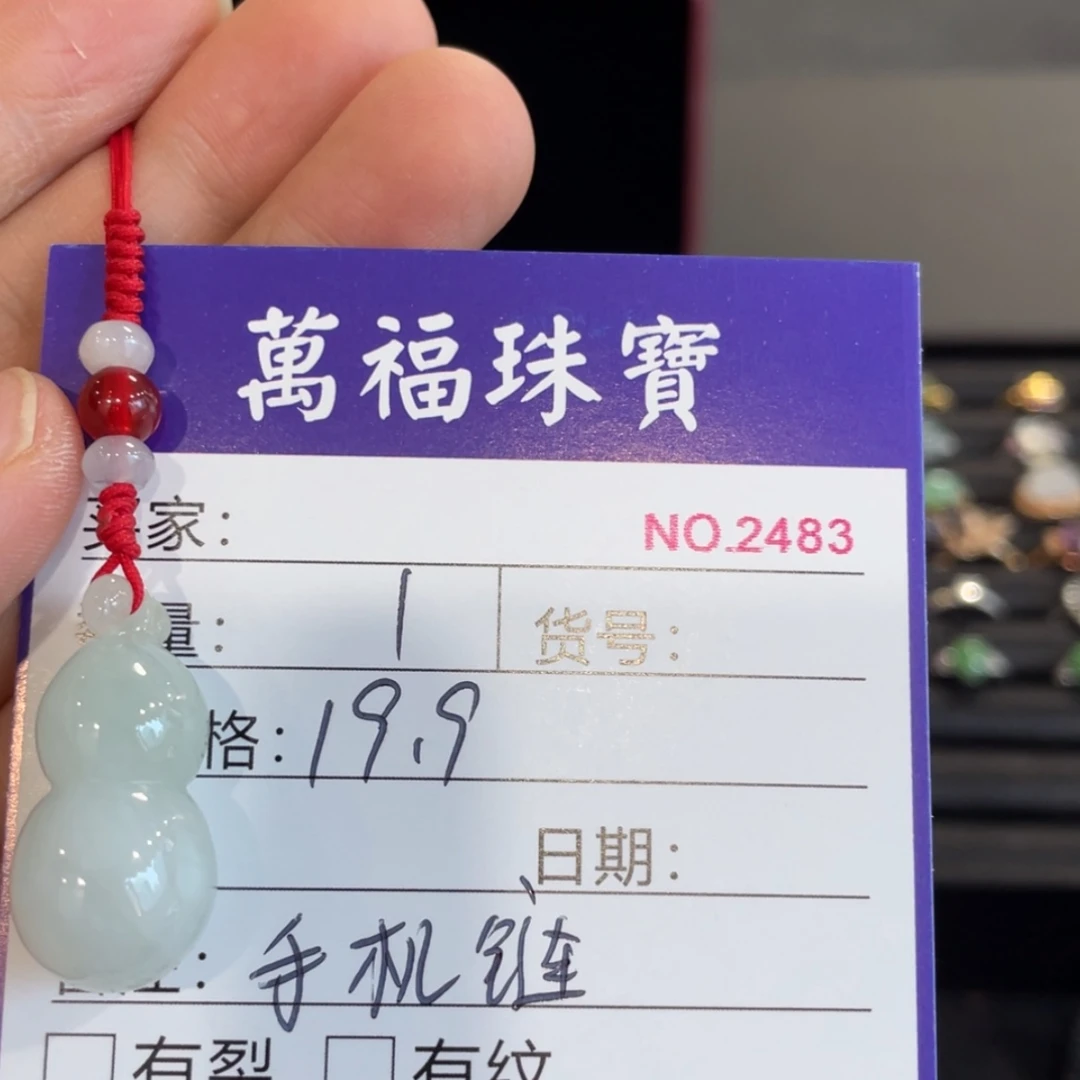 萬福珠寶
买家：
NO.2483
量： 1 货号：
格：19.9
日期：
手机链
有裂 有纹